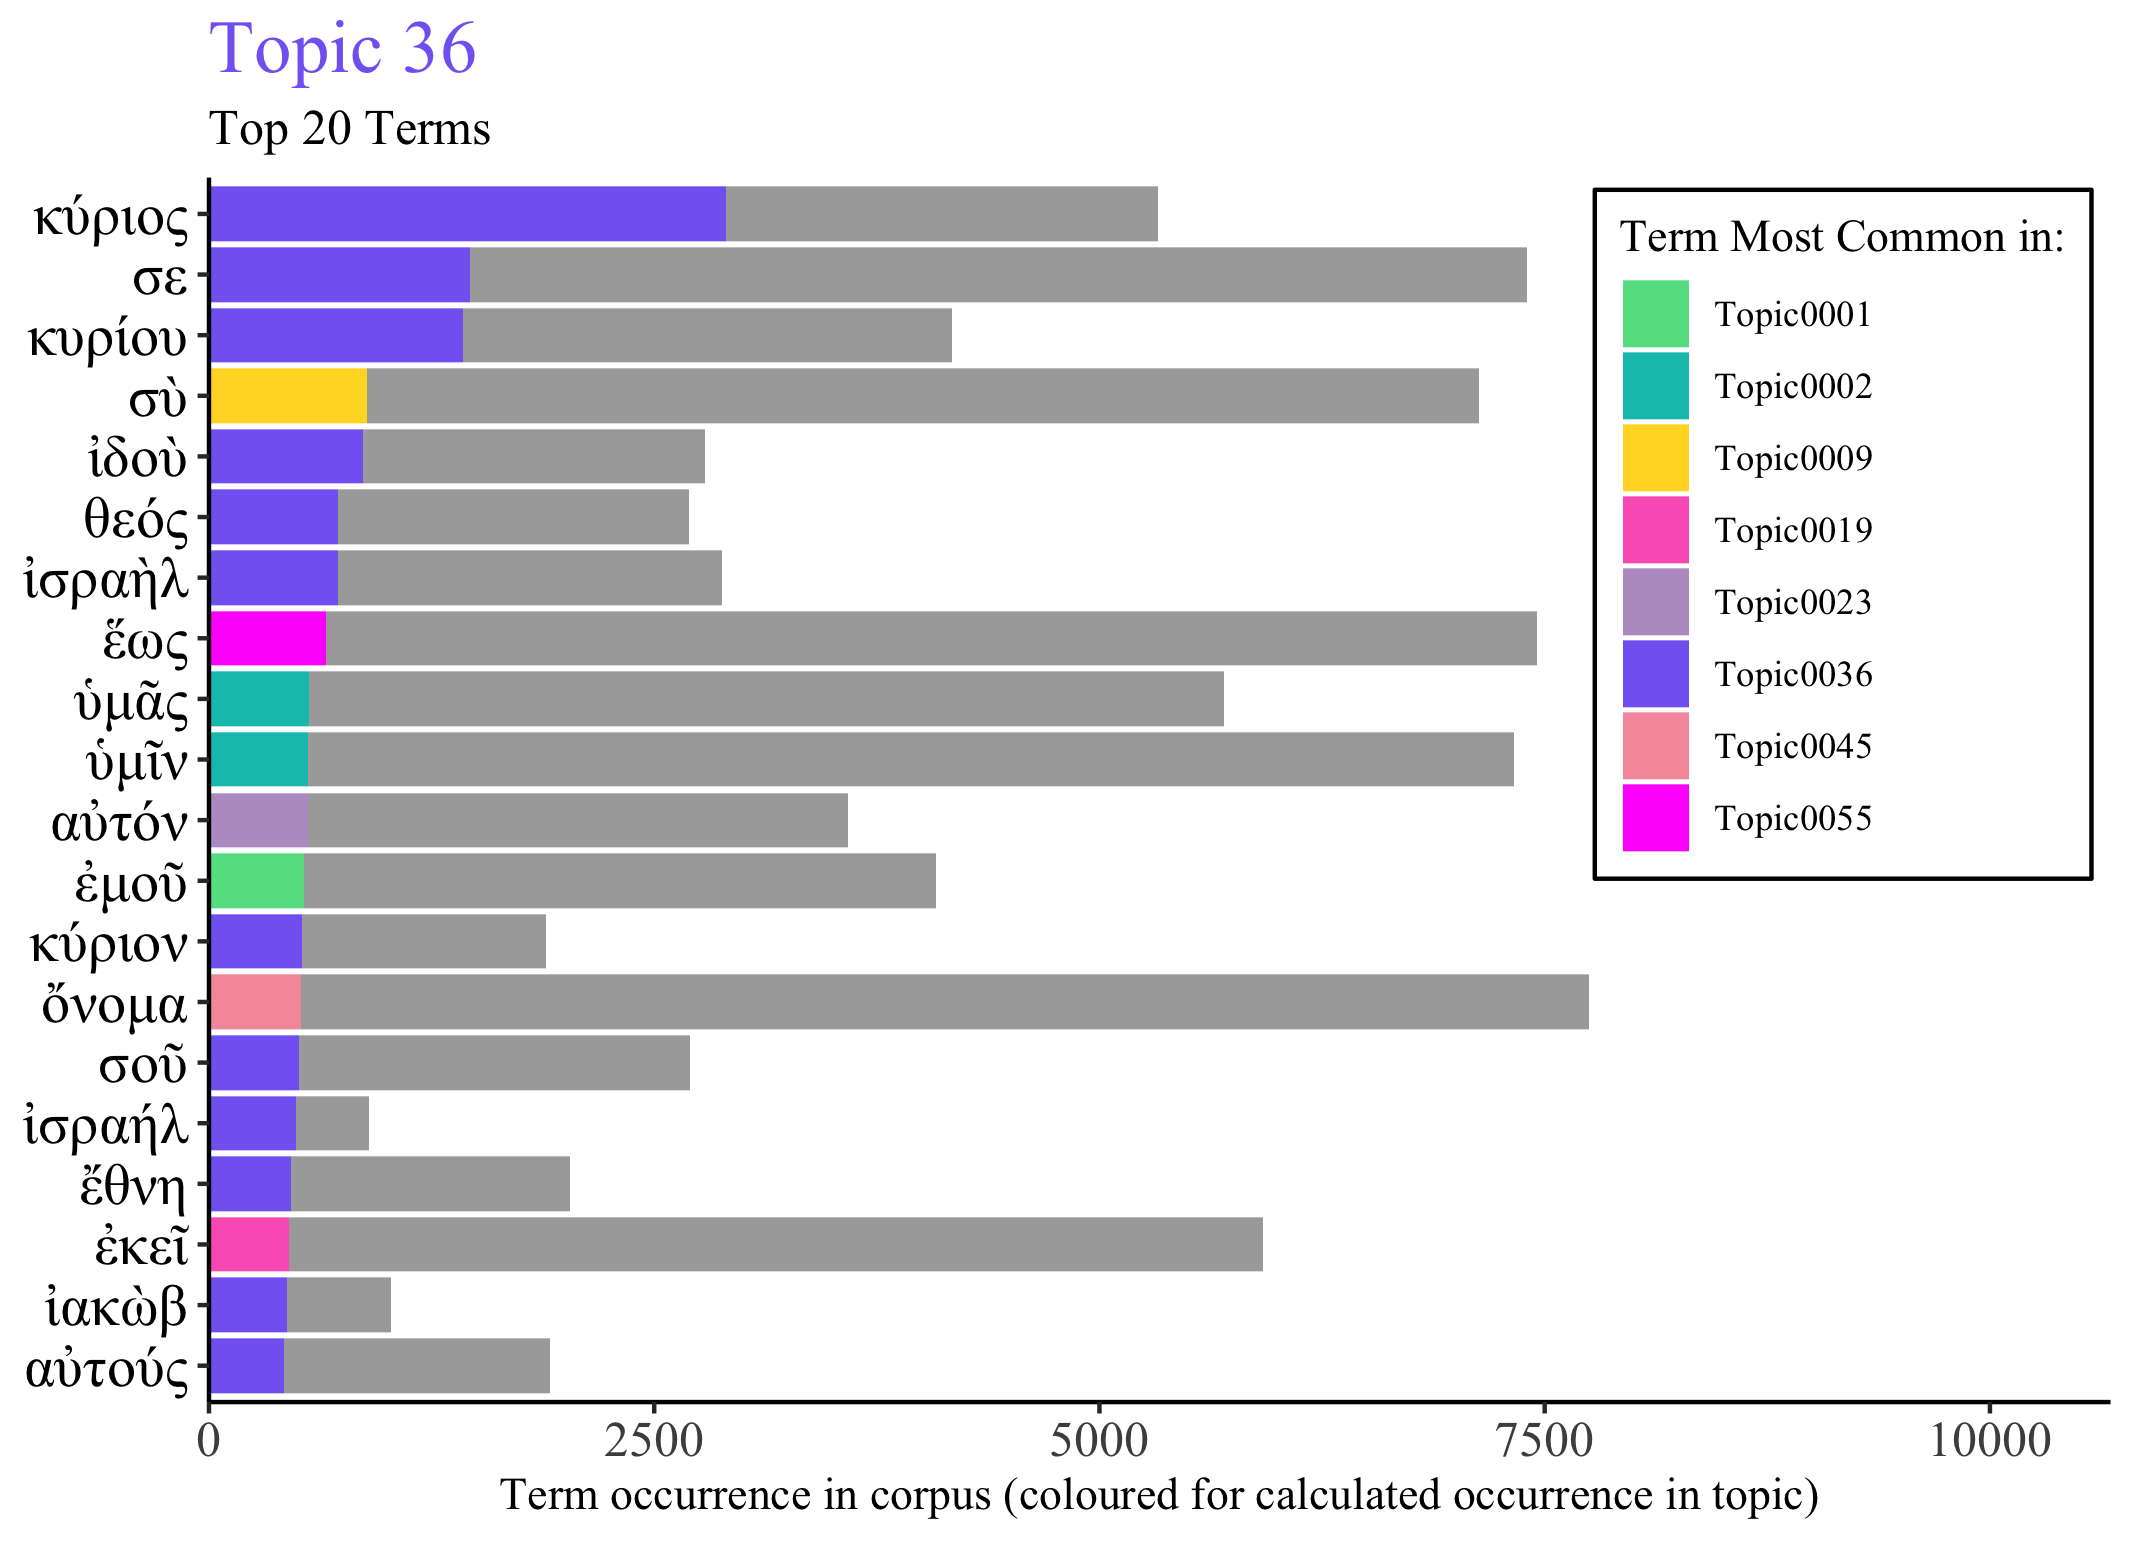 Topic 36
Top 20 Terms
κύριος
σε
κυρίου
σὺ
ἰδοὺ
θεός
ἰσραὴλ
ἕως
ὑμᾶς
ὑμῖν
αὐτόν
ἐμοῦ
κύριον
ὄνομα
σοῦ
ἰσραήλ
ἔθνη
ἐκεῖ
ἰακὼβ
αὐτούς
0 2500 5000 7500 10000
Term occurrence in corpus (coloured for calculated occurrence in topic)
Term Most Common in:
Topic0001
Topic0002
Topic0009
Topic0019
Topic0023
Topic0036
Topic0045
Topic0055